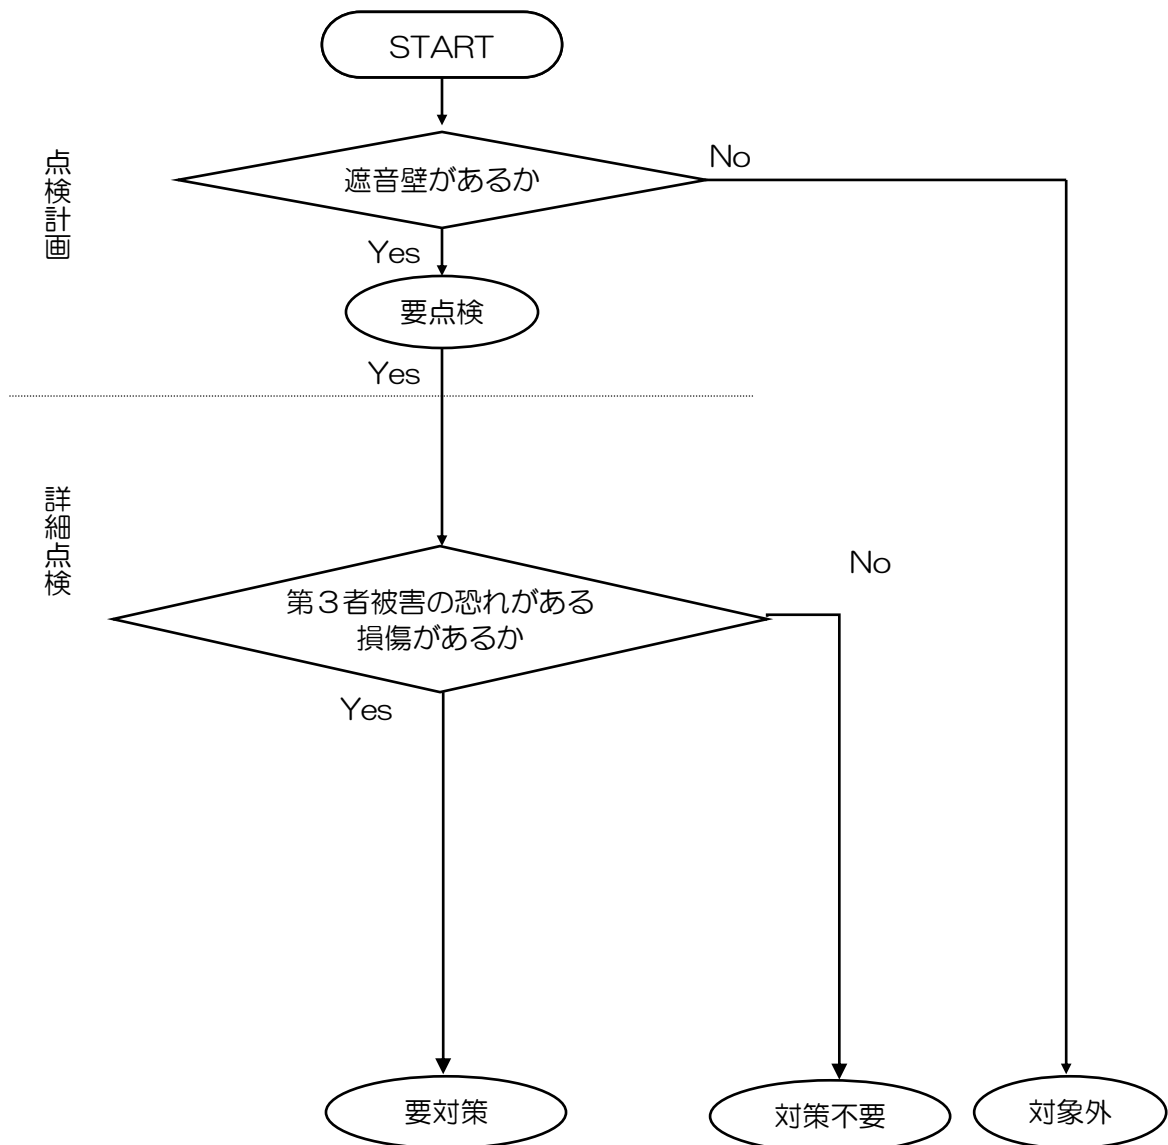 START
点検計画
遮音壁があるか
No
Yes
要点検
Yes
詳細点検
No
第３者被害の恐れがある
損傷があるか
Yes
要対策
対策不要
対象外